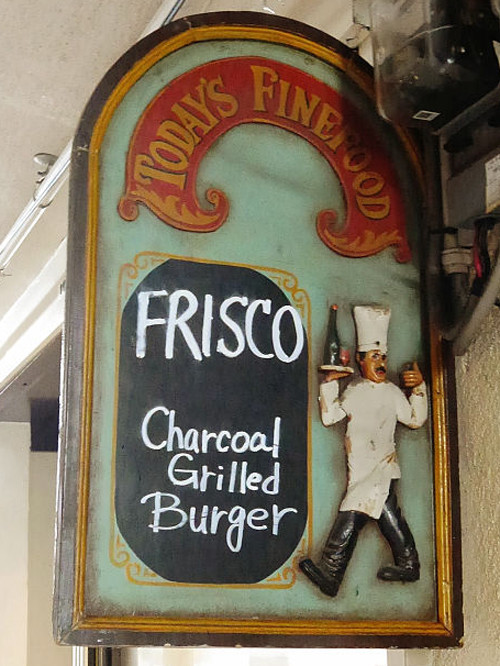 TODAY'S FINE FOOD
FRISCO
Charcoal
Grilled
Burger